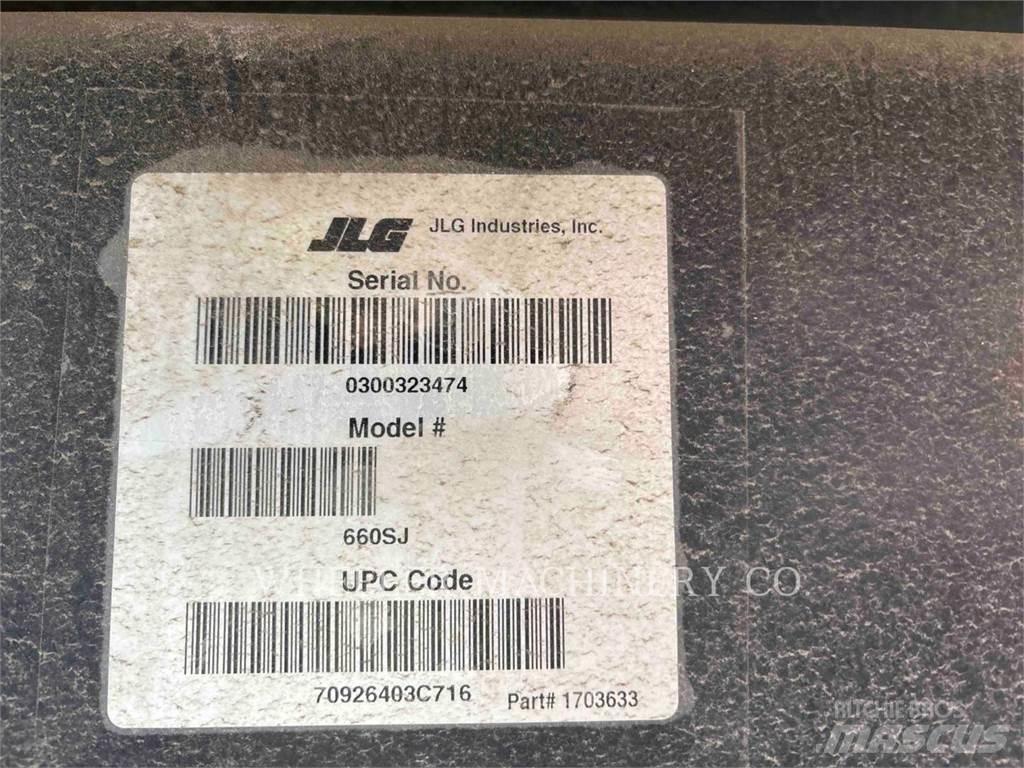 JLG JLG Industries, Inc.
Serial No.
0300323474
Model #
660SJ
UPC Code
MACHINERY CO.
70926403C716 Part# 1703633
RITCHIE BROS
MASCUS